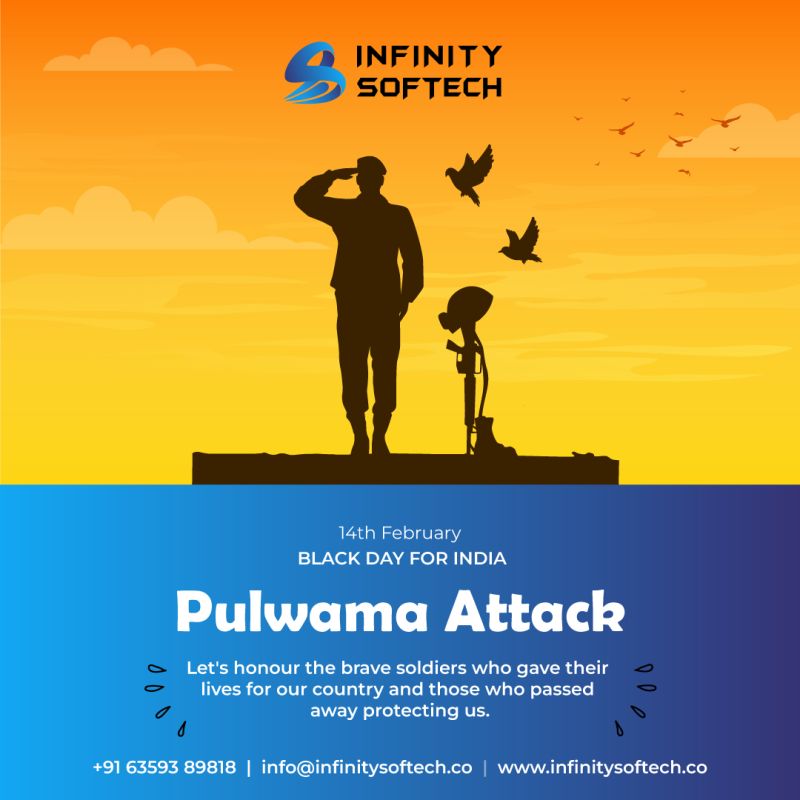 INFINITY
SOFTECH
14th February
BLACK DAY FOR INDIA
Pulwama Attack
Let's honour the brave soldiers who gave their
lives for our country and those who passed
away protecting us.
+91 63593 89818 | info@infinitysoftech.co | www.infinitysoftech.co